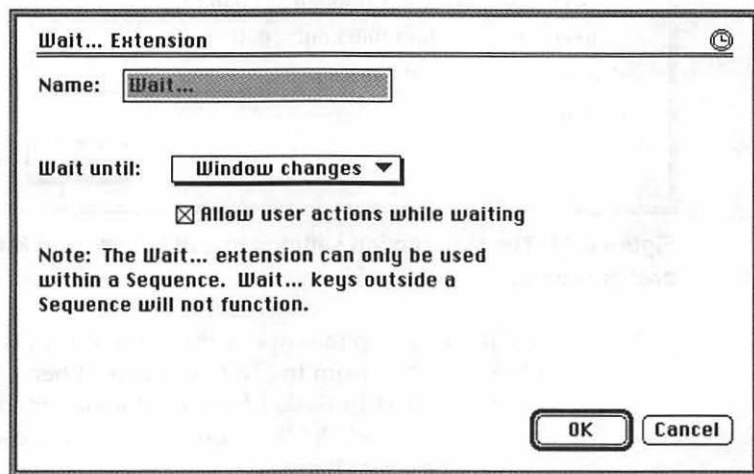 Wait... Extension
Name: Wait...
Wait until: Window changes
Allow user actions while waiting
Note: The Wait... extension can only be used
within a Sequence. Wait... keys outside a
Sequence will not function.
OK Cancel